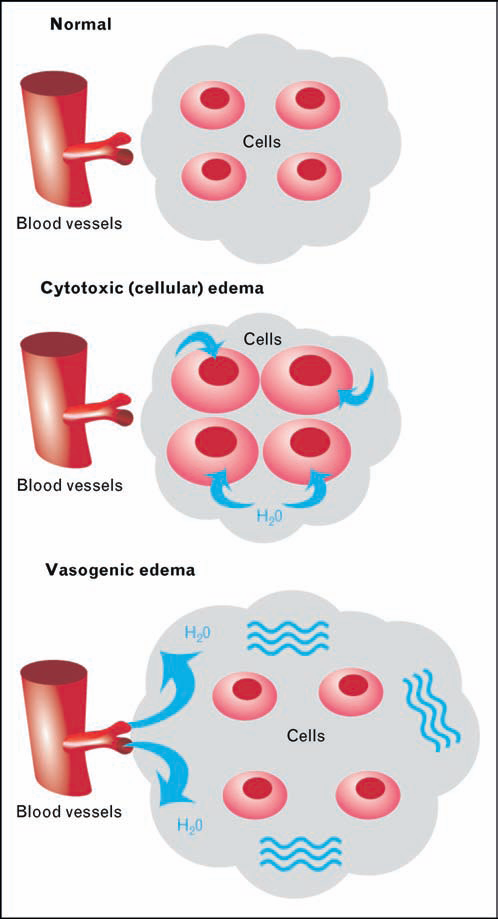 Normal
Cells
Blood vessels
Cytotoxic (cellular) edema
Cells
Blood vessels
H20
Vasogenic edema
H20
Cells
Blood vessels
H20